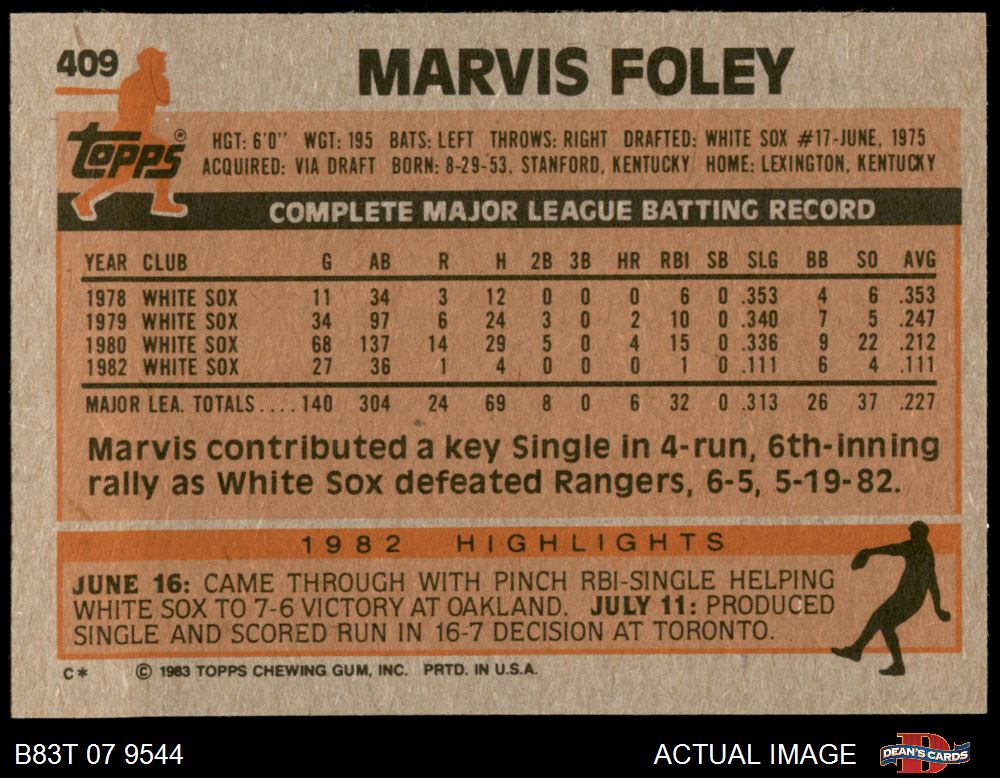 409
MARVIS FOLEY
topps®
HGT: 6'0" WGT: 195 BATS: LEFT THROWS: RIGHT DRAFTED: WHITE SOX #17-JUNE, 1975
ACQUIRED: VIA DRAFT BORN: 8-29-53, STANFORD, KENTUCKY HOME: LEXINGTON, KENTUCKY
COMPLETE MAJOR LEAGUE BATTING RECORD
YEAR CLUB G AB R H 2B 3B HR RBI SB SLG BB SO AVG
1978 WHITE SOX 11 34 3 12 0 0 0 6 0 .353 4 6 .353
1979 WHITE SOX 34 97 6 24 3 0 2 10 0 .340 7 5 .247
1980 WHITE SOX 68 137 14 29 5 0 4 15 0 .336 9 22 .212
1982 WHITE SOX 27 36 1 4 0 0 0 1 0 .111 6 4 .111
MAJOR LEA. TOTALS....140 304 24 69 8 0 6 32 0 .313 26 37 .227
Marvis contributed a key Single in 4-run, 6th-inning
rally as White Sox defeated Rangers, 6-5, 5-19-82.
1982 HIGHLIGHTS
JUNE 16: CAME THROUGH WITH PINCH RBI-SINGLE HELPING
WHITE SOX TO 7-6 VICTORY AT OAKLAND. JULY 11: PRODUCED
SINGLE AND SCORED RUN IN 16-7 DECISION AT TORONTO.
C* © 1983 TOPPS CHEWING GUM, INC. PRTD. IN U.S.A.
B83T 07 9544 ACTUAL IMAGE DEAN'S CARDS